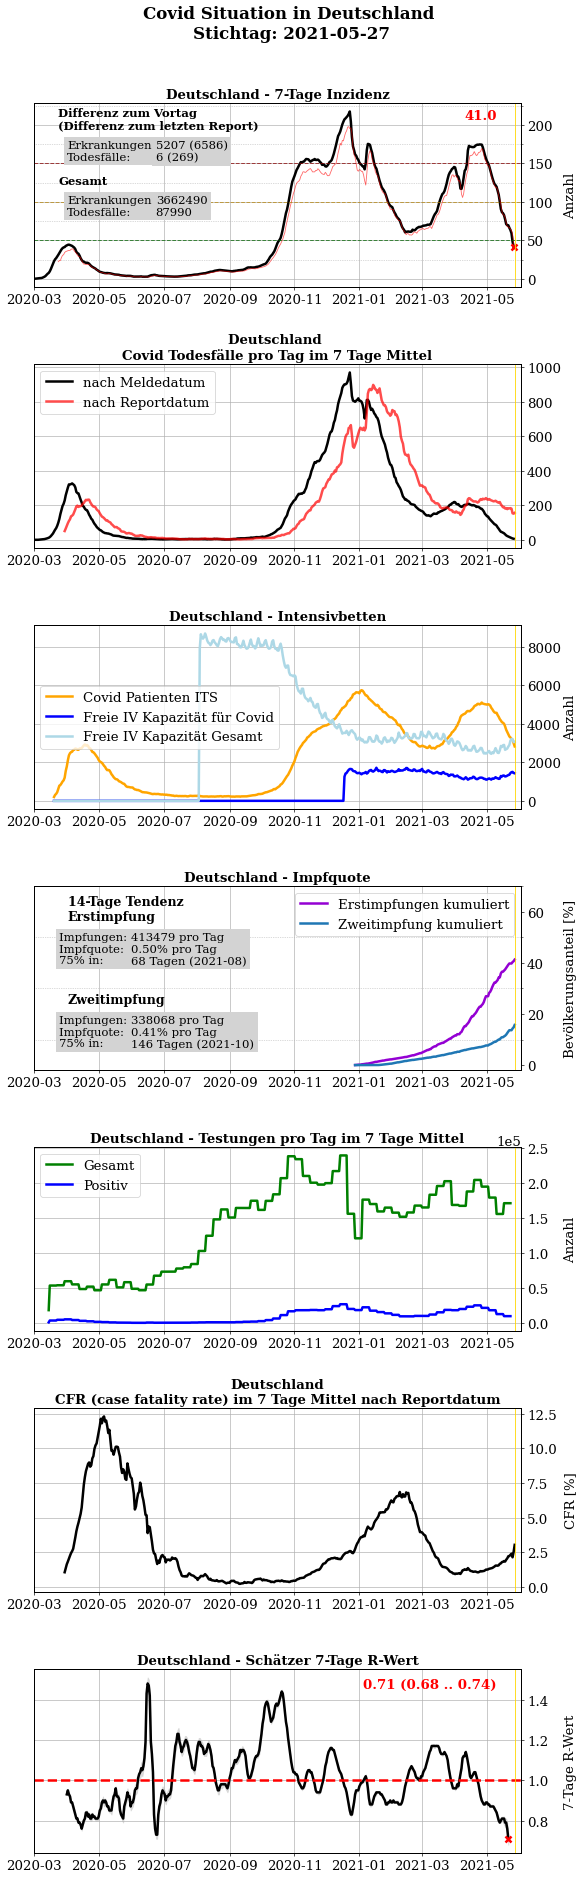 Covid Situation in Deutschland
Stichtag: 2021-05-27
Deutschland - 7-Tage Inzidenz
Differenz zum Vortag
(Differenz zum letzten Report)
Erkrankungen 5207 (6586)
Todesfälle: 6 (269)
Gesamt
Erkrankungen 3662490
Todesfälle: 87990
41.0
200
150
100
50
0
Anzahl
2020-03 2020-05 2020-07 2020-09 2020-11 2021-01 2021-03 2021-05
Deutschland
Covid Todesfälle pro Tag im 7 Tage Mittel
nach Meldedatum
nach Reportdatum
1000
800
600
400
200
0
2020-03 2020-05 2020-07 2020-09 2020-11 2021-01 2021-03 2021-05
Deutschland - Intensivbetten
Covid Patienten ITS
Freie IV Kapazität für Covid
Freie IV Kapazität Gesamt
8000
6000
4000
2000
0
Anzahl
2020-03 2020-05 2020-07 2020-09 2020-11 2021-01 2021-03 2021-05
Deutschland - Impfquote
14-Tage Tendenz
Erstimpfung
Impfungen: 413479 pro Tag
Impfquote: 0.50% pro Tag
75% in: 68 Tagen (2021-08)
Zweitimpfung
Impfungen: 338068 pro Tag
Impfquote: 0.41% pro Tag
75% in: 146 Tagen (2021-10)
Erstimpfungen kumuliert
Zweitimpfung kumuliert
60
40
20
0
Bevölkerungsanteil [%]
2020-03 2020-05 2020-07 2020-09 2020-11 2021-01 2021-03 2021-05
Deutschland - Testungen pro Tag im 7 Tage Mittel
1e5
Gesamt
Positiv
2.5
2.0
1.5
1.0
0.5
0.0
Anzahl
2020-03 2020-05 2020-07 2020-09 2020-11 2021-01 2021-03 2021-05
Deutschland
CFR (case fatality rate) im 7 Tage Mittel nach Reportdatum
12.5
10.0
7.5
5.0
2.5
0.0
CFR [%]
2020-03 2020-05 2020-07 2020-09 2020-11 2021-01 2021-03 2021-05
Deutschland - Schätzer 7-Tage R-Wert
0.71 (0.68 .. 0.74)
1.4
1.2
1.0
0.8
7-Tage R-Wert
2020-03 2020-05 2020-07 2020-09 2020-11 2021-01 2021-03 2021-05